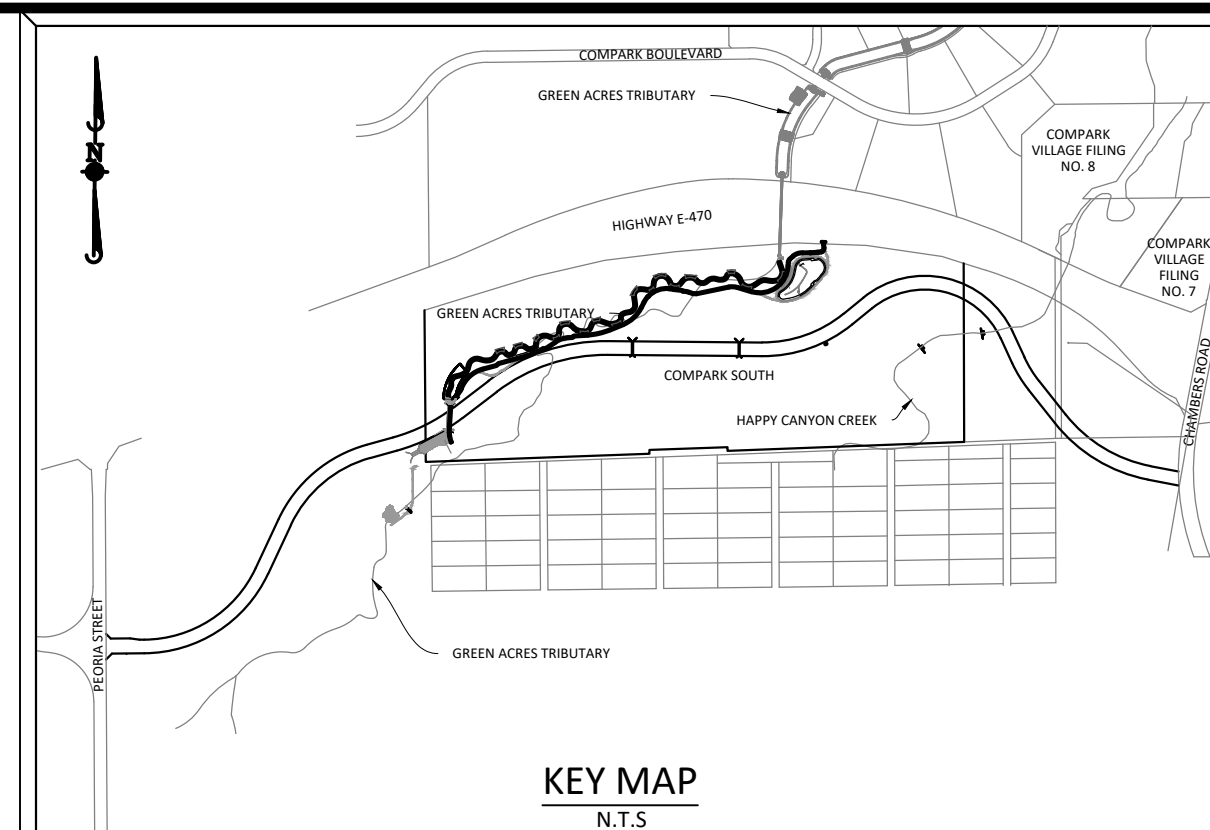 COMPARK BOULEVARD
GREEN ACRES TRIBUTARY
COMPARK
VILLAGE FILING
NO. 8
N
HIGHWAY E-470
COMPARK
VILLAGE
FILING
NO. 7
GREEN ACRES TRIBUTARY
COMPARK SOUTH
CHAMBERS ROAD
HAPPY CANYON CREEK
PEORIA STREET
GREEN ACRES TRIBUTARY
KEY MAP
N.T.S